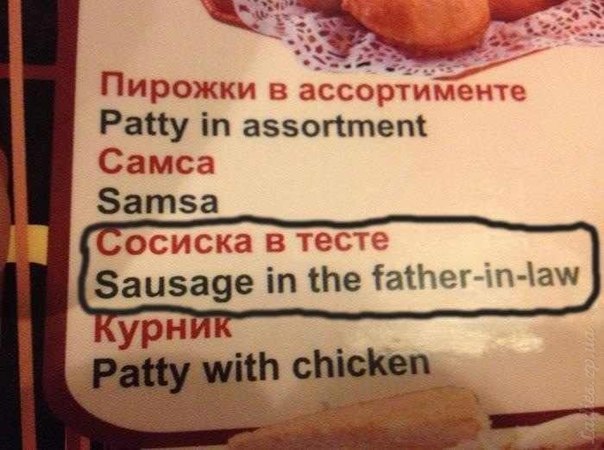 Пирожки в ассортименте
Patty in assortment
Самса
Samsa
Сосиска в тесте
Sausage in the father-in-law
Курник
Patty with chicken